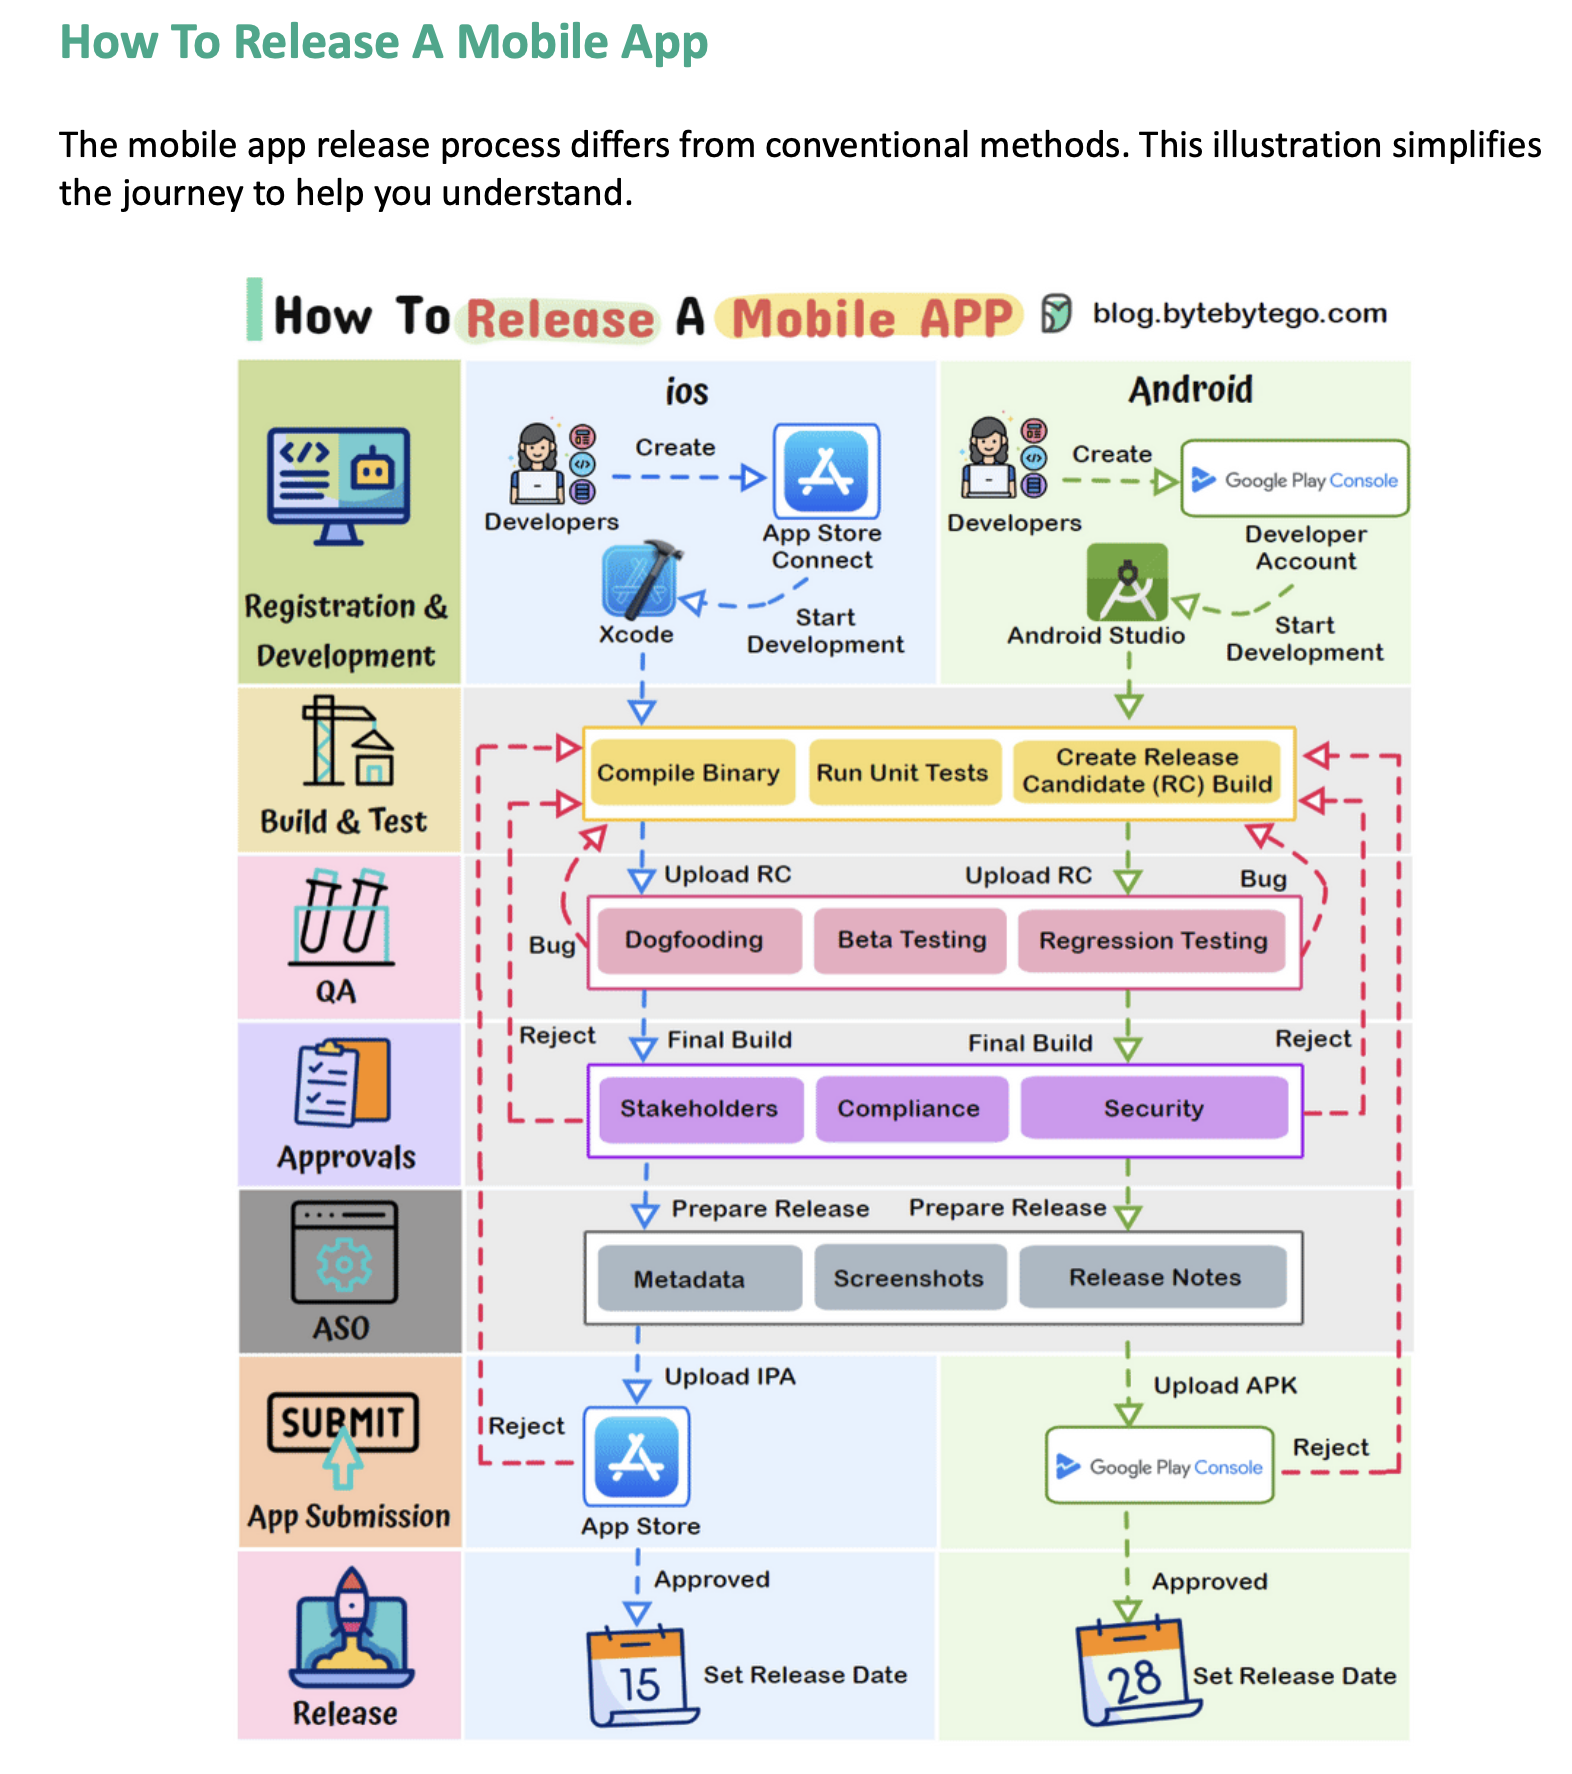 How To Release A Mobile App
The mobile app release process differs from conventional methods. This illustration simplifies
the journey to help you understand.
How To Release A Mobile APP
blog.bytebytego.com
ios
Android
Create
Create
Google Play Console
Developers
App Store
Connect
Developers
Developer
Account
Registration &
Development
Xcode
Start
Development
Android Studio
Start
Development
Build & Test
Compile Binary
Run Unit Tests
Create Release
Candidate (RC) Build
Upload RC
Upload RC
Bug
QA
Bug
Dogfooding
Beta Testing
Regression Testing
Reject
Final Build
Final Build
Reject
Approvals
Stakeholders
Compliance
Security
Prepare Release
Prepare Release
ASO
Metadata
Screenshots
Release Notes
Upload IPA
Upload APK
SUBMIT
App Submission
Reject
App Store
Google Play Console
Reject
Approved
Approved
Release
15
Set Release Date
28
Set Release Date